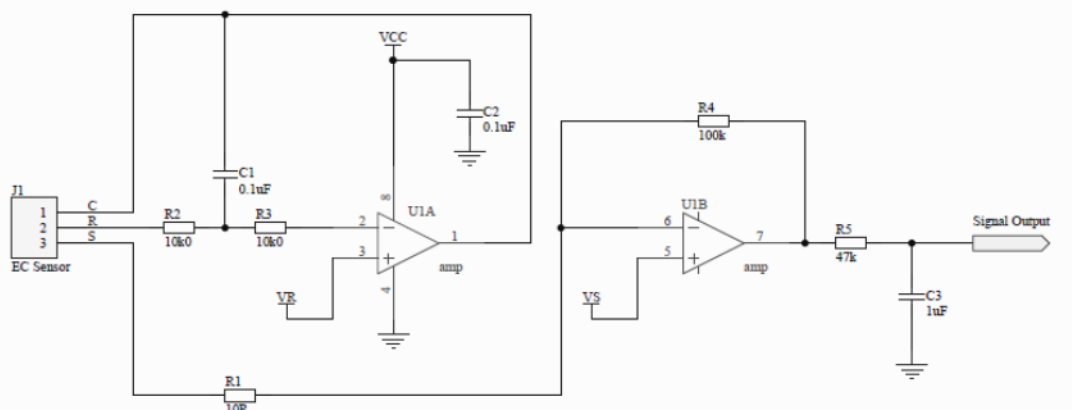 VCC
C2
0.1uF
R4
100k
C1
0.1uF
J1
1
2
3
C
R
S
EC Sensor
R2
10k0
R3
10k0
2
3
8
4
1
U1A
amp
VR
U1B
6
5
7
amp
VS
R5
47k
Signal Output
C3
1uF
R1
10R